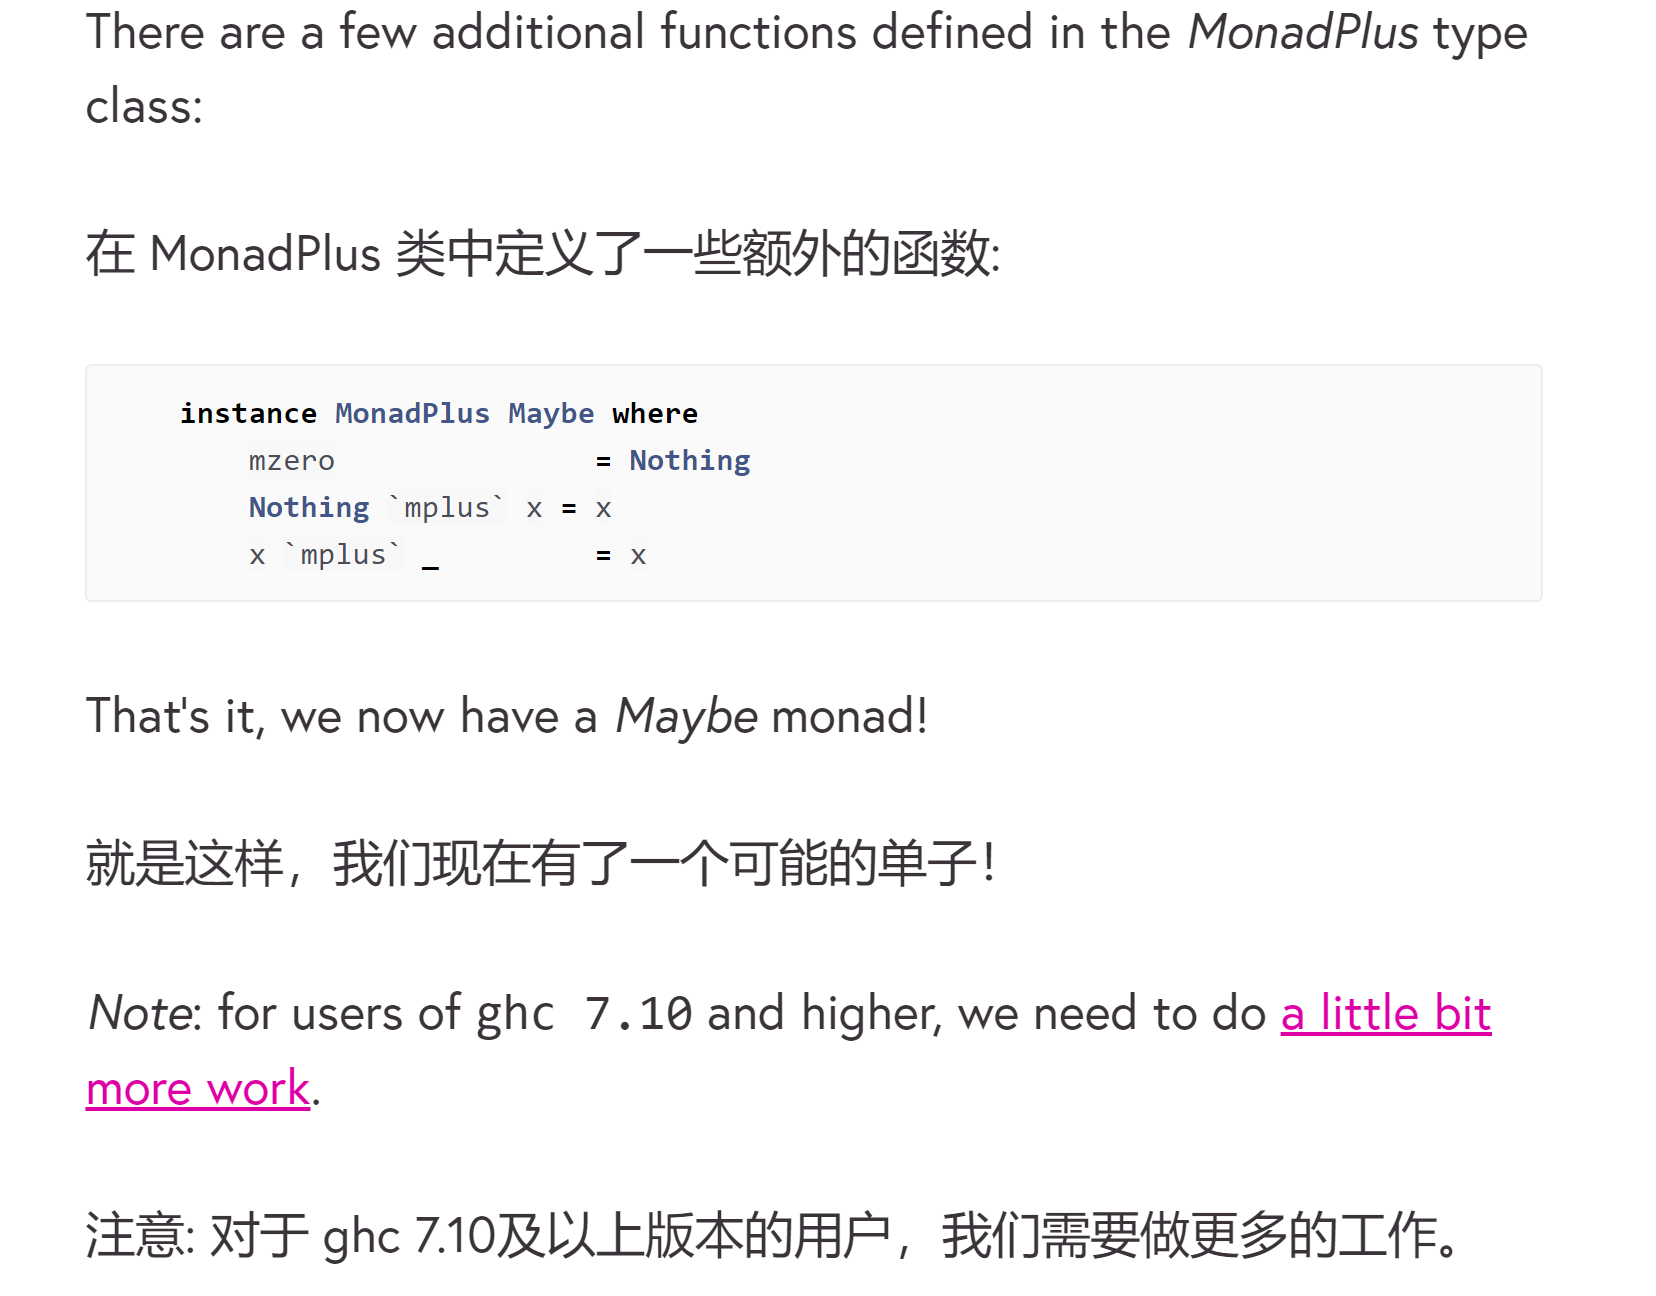 There are a few additional functions defined in the MonadPlus type
class:
在 MonadPlus 类中定义了一些额外的函数:
instance MonadPlus Maybe where
    mzero               = Nothing
    Nothing `mplus` x = x
    x `mplus` _         = x
That's it, we now have a Maybe monad!
就是这样，我们现在有了一个可能的单子！
Note: for users of ghc 7.10 and higher, we need to do a little bit
more work.
注意: 对于 ghc 7.10及以上版本的用户，我们需要做更多的工作。